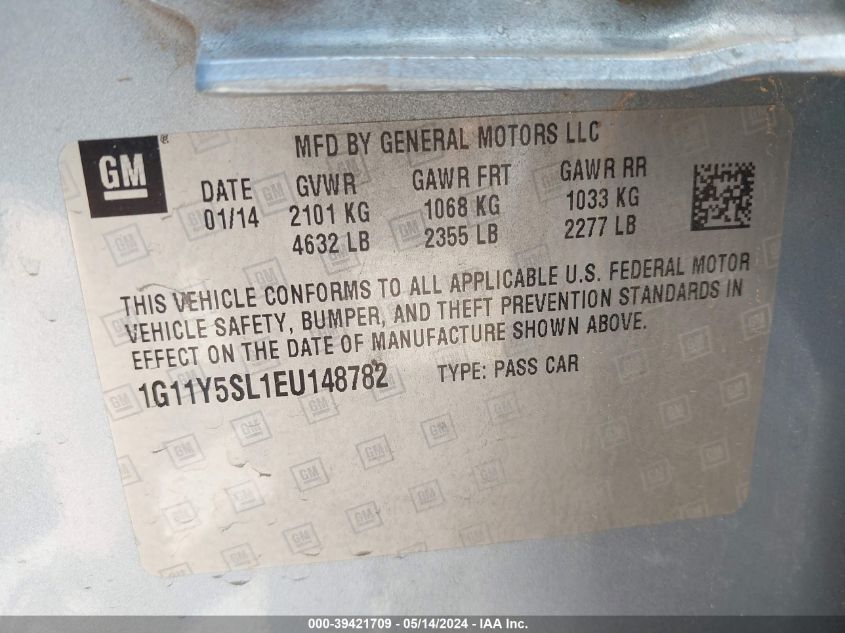 GM
MFD BY GENERAL MOTORS LLC
DATE GVWR GAWR FRT GAWR RR
01/14 2101 KG 1068 KG 1033 KG
4632 LB 2355 LB 2277 LB
THIS VEHICLE CONFORMS TO ALL APPLICABLE U.S. FEDERAL MOTOR
VEHICLE SAFETY, BUMPER, AND THEFT PREVENTION STANDARDS IN
EFFECT ON THE DATE OF MANUFACTURE SHOWN ABOVE.
1G11Y5SL1EU148782 TYPE: PASS CAR
000-39421709 - 05/14/2024 - IAA Inc.